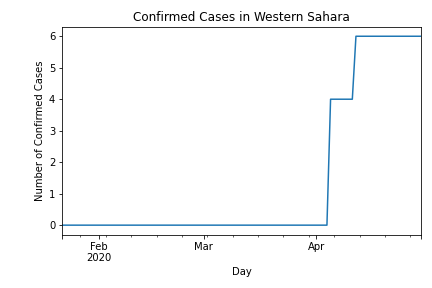 Confirmed Cases in Western Sahara
Number of Confirmed Cases
6
5
4
3
2
1
0
Feb
2020
Mar
Apr
Day